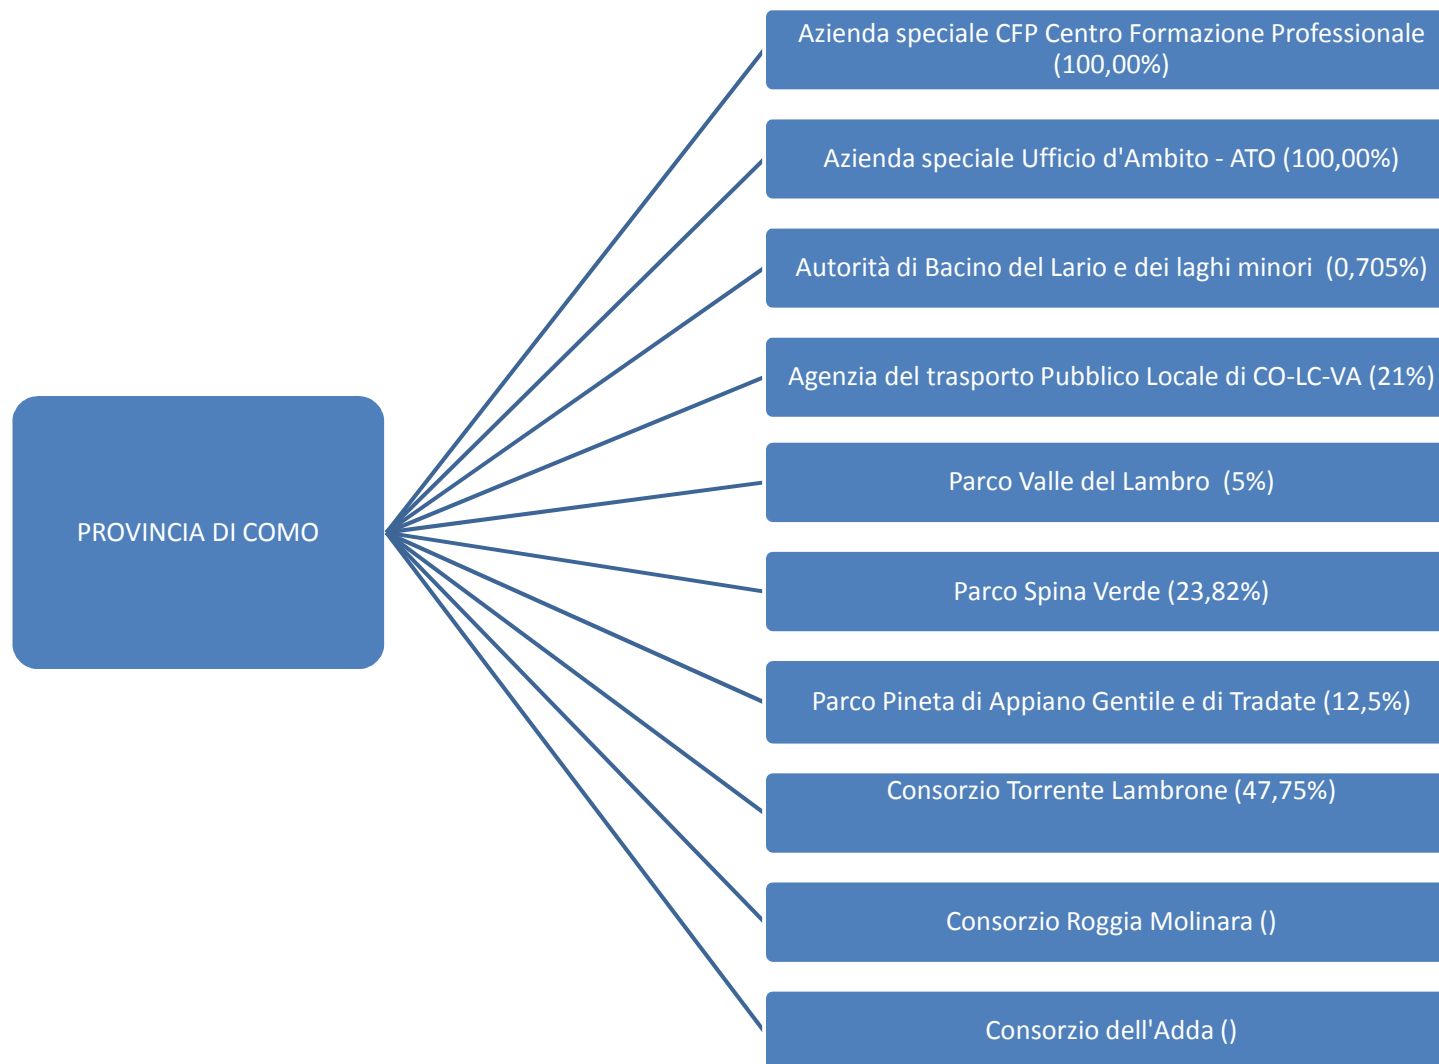 PROVINCIA DI COMO
Azienda speciale CFP Centro Formazione Professionale
(100,00%)
Azienda speciale Ufficio d'Ambito - ATO (100,00%)
Autorità di Bacino del Lario e dei laghi minori  (0,705%)
Agenzia del trasporto Pubblico Locale di CO-LC-VA (21%)
Parco Valle del Lambro  (5%)
Parco Spina Verde (23,82%)
Parco Pineta di Appiano Gentile e di Tradate (12,5%)
Consorzio Torrente Lambrone (47,75%)
Consorzio Roggia Molinara ()
Consorzio dell'Adda ()